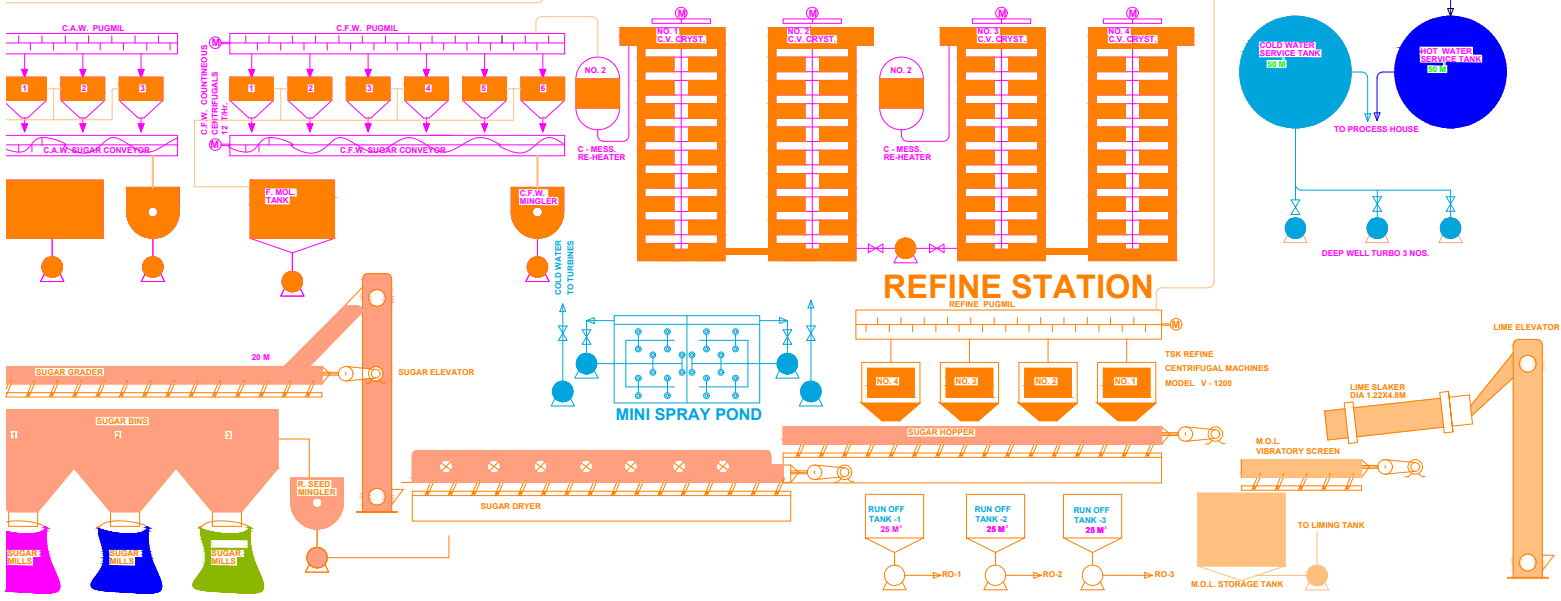 C.A.W. PUGMIL
1
2
3
C.A.W. SUGAR CONVEYOR
C.F.W. PUGMIL
M
C.F.W. COUNTINEOUS
CENTRIFUGALS
12 T/Hr.
1
2
3
4
5
6
M
C.F.W. SUGAR CONVEYOR
F. MOL.
TANK
C.F.W.
MINGLER
NO. 2
C - MESS.
RE-HEATER
M
NO. 1
C.V. CRYST.
M
NO. 2
C.V. CRYST.
NO. 2
C - MESS.
RE-HEATER
M
NO. 3
C.V. CRYST.
M
NO. 4
C.V. CRYST.
COLD WATER
SERVICE TANK
50 M
HOT WATER
SERVICE TANK
50 M
TO PROCESS HOUSE
DEEP WELL TURBO 3 NOS.
COLD WATER
TO TURBINES
MINI SPRAY POND
REFINE STATION
REFINE PUGMIL
M
NO. 4
NO. 3
NO. 2
NO. 1
TSK REFINE
CENTRIFUGAL MACHINES
MODEL V - 1200
SUGAR HOPPER
LIME ELEVATOR
LIME SLAKER
DIA 1.22X4.8M
M.O.L.
VIBRATORY SCREEN
TO LIMING TANK
M.O.L. STORAGE TANK
20 M
SUGAR GRADER
SUGAR ELEVATOR
SUGAR BINS
1
2
3
R. SEED
MINGLER
SUGAR DRYER
SUGAR
MILLS
SUGAR
MILLS
SUGAR
MILLS
RUN OFF
TANK -1
25 M³
RUN OFF
TANK -2
25 M³
RUN OFF
TANK -3
25 M³
RO-1
RO-2
RO-3